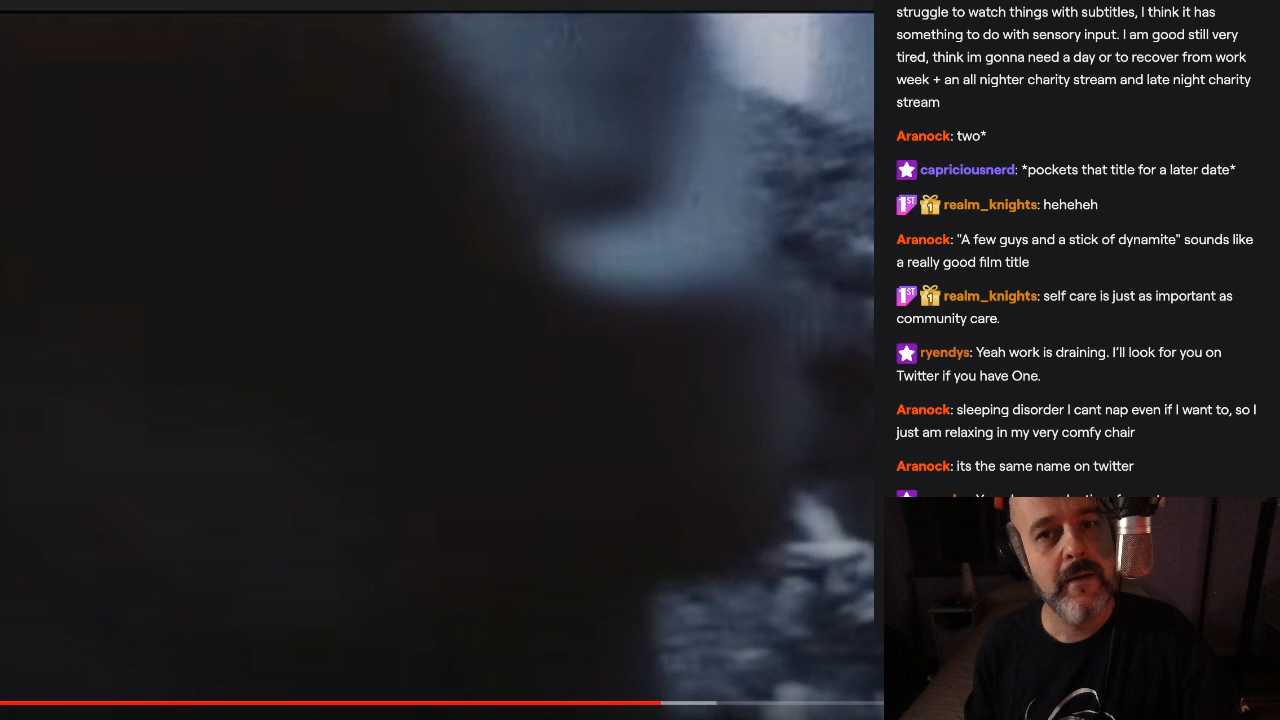 struggle to watch things with subtitles, I think it has
something to do with sensory input. I am good still very
tired, think im gonna need a day or to recover from work
week + an all nighter charity stream and late night charity
stream
Aranock: two*
capriciousnerd: *pockets that title for a later date*
1ST 1 realm_knights: heheheh
Aranock: "A few guys and a stick of dynamite" sounds like
a really good film title
1ST 1 realm_knights: self care is just as important as
community care.
ryendys: Yeah work is draining. I'll look for you on
Twitter if you have One.
Aranock: sleeping disorder I cant nap even if I want to, so I
just am relaxing in my very comfy chair
Aranock: its the same name on twitter